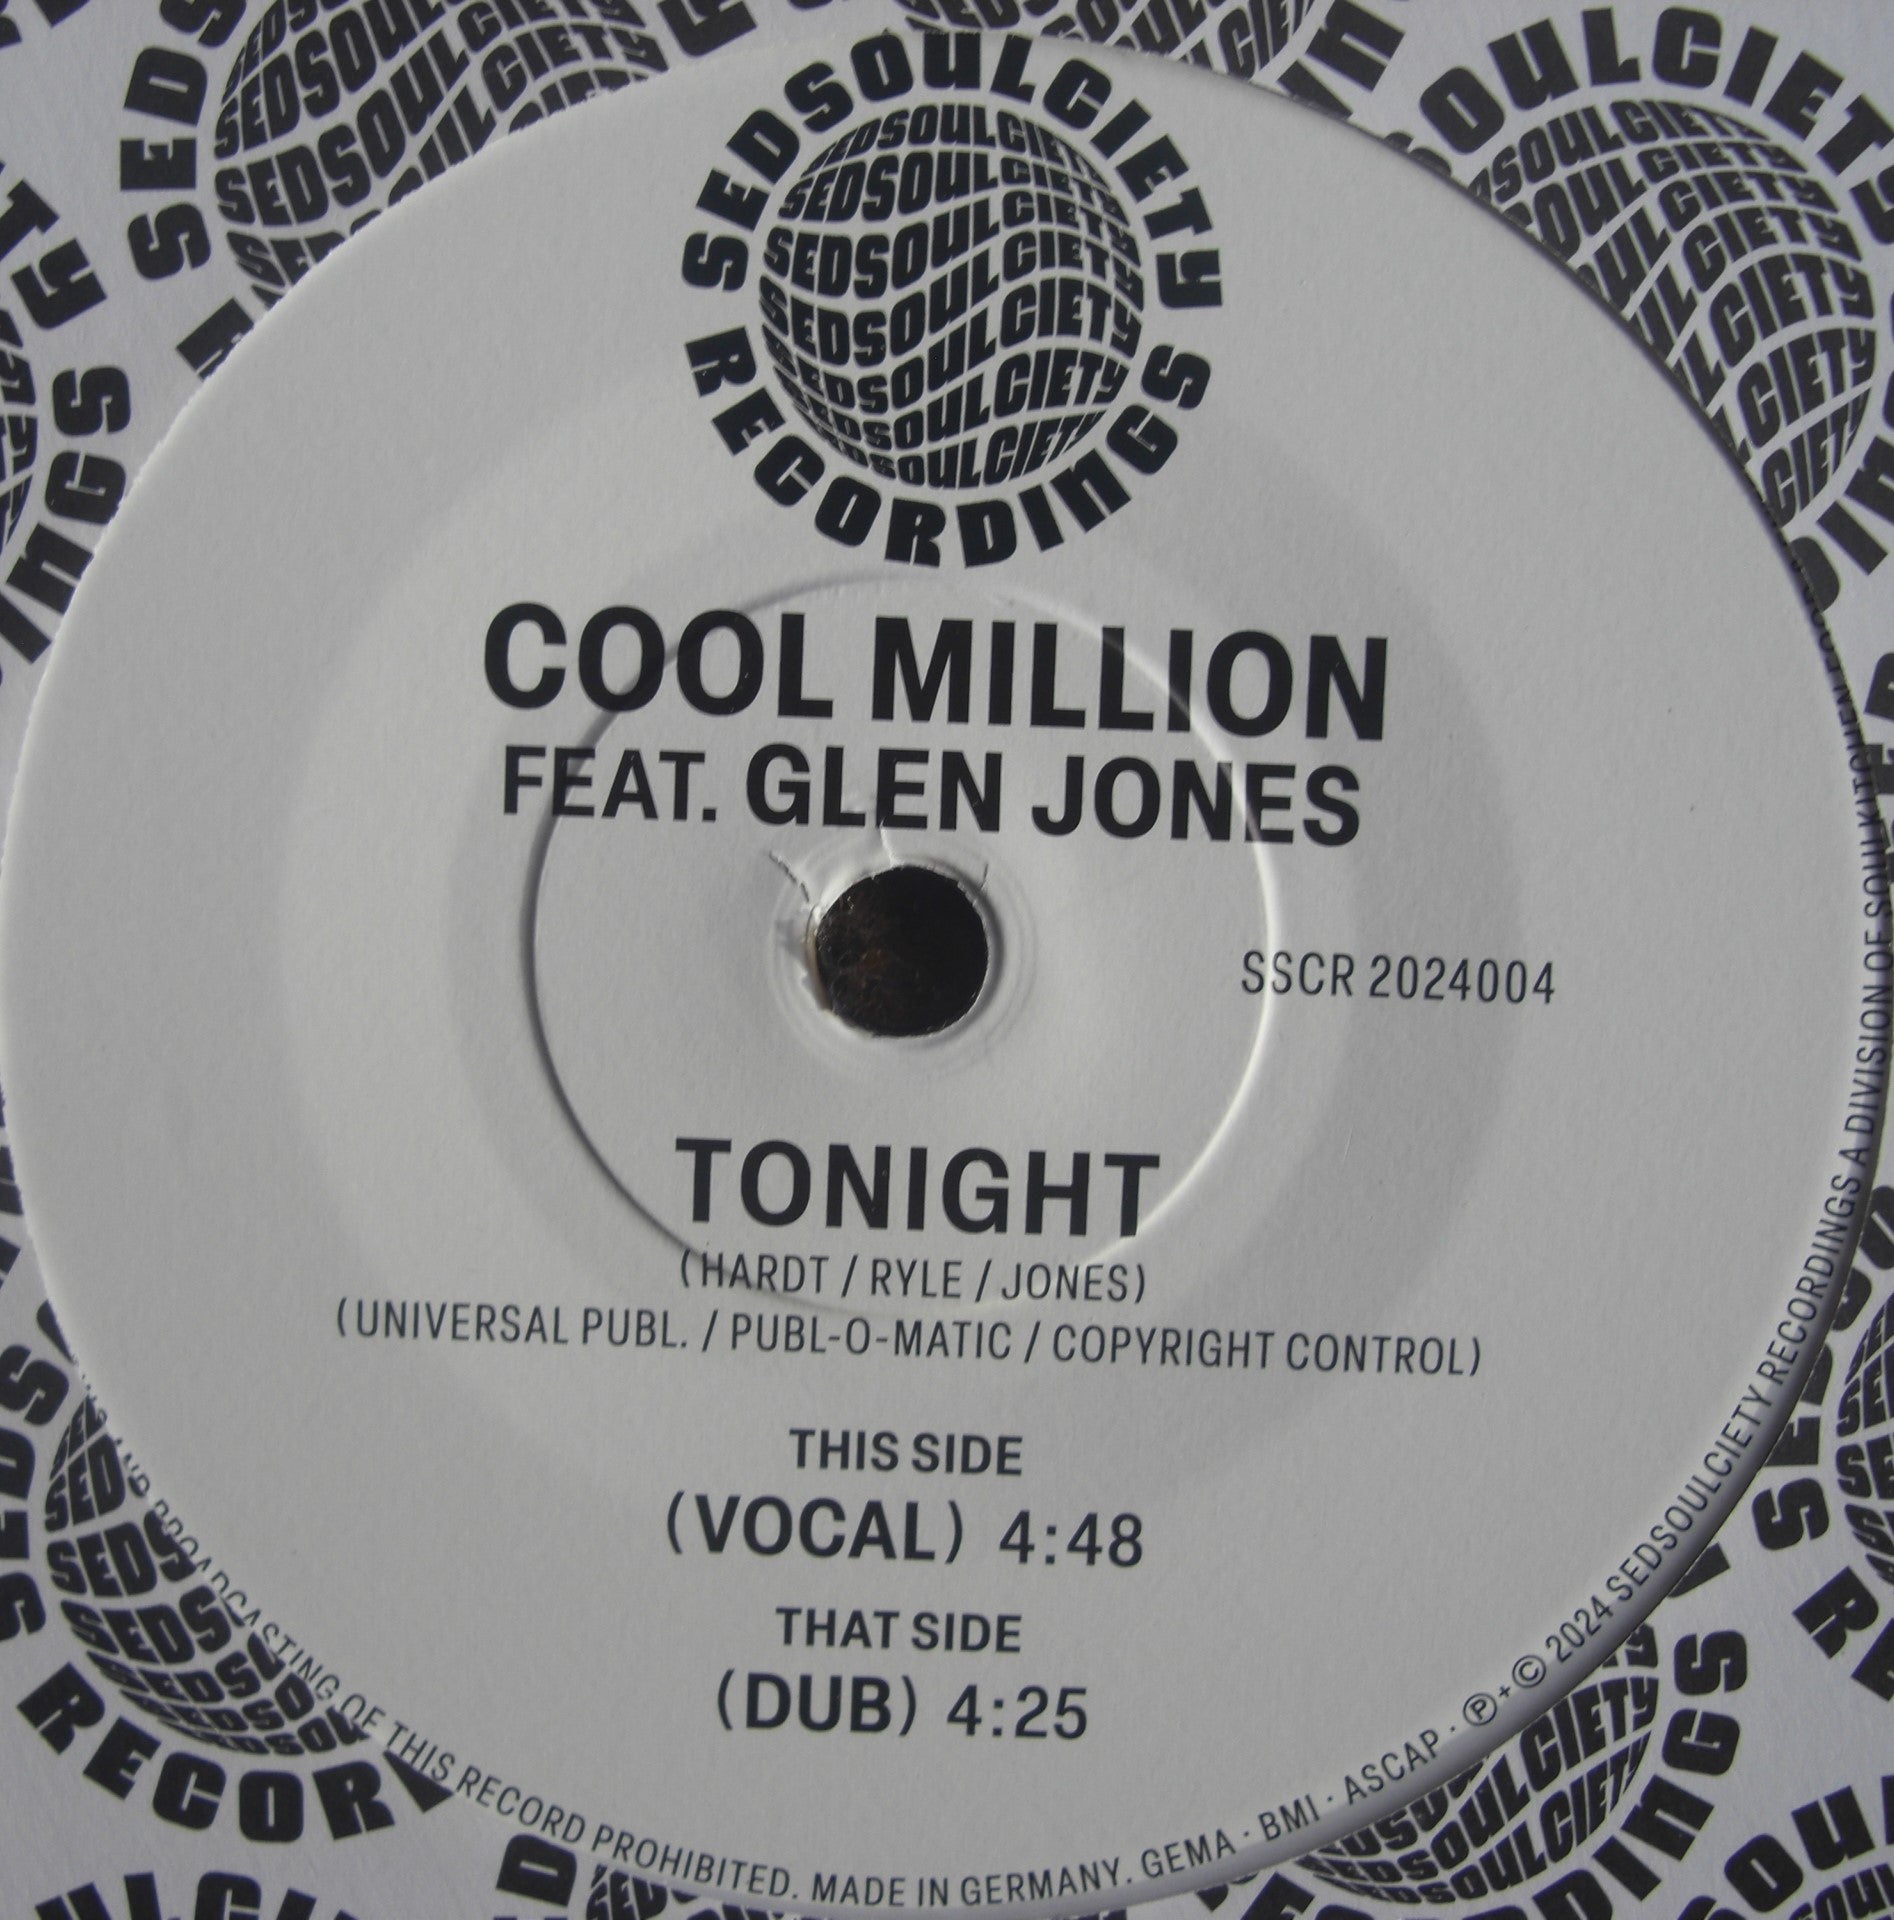 SEDSOULCIETY
RECORDINGS
SEDSOULCIETY
SEDSOULCIETY
SEDSOULCIETY
SEDSOULCIETY
SEDSOULCIETY
SEDSOULCIETY
SEDSOULCIETY
COOL MILLION
FEAT. GLEN JONES
SSCR 2024004
TONIGHT
(HARDT / RYLE / JONES)
(UNIVERSAL PUBL. / PUBL-O-MATIC / COPYRIGHT CONTROL)
THIS SIDE
(VOCAL) 4:48
THAT SIDE
(DUB) 4:25
BROADCASTING OF THIS RECORD PROHIBITED. MADE IN GERMANY. GEMA · BMI · ASCAP · Ⓟ+© 2024 SEDSOULCIETY RECORDINGS A DIVISION OF SOULKITCHEN